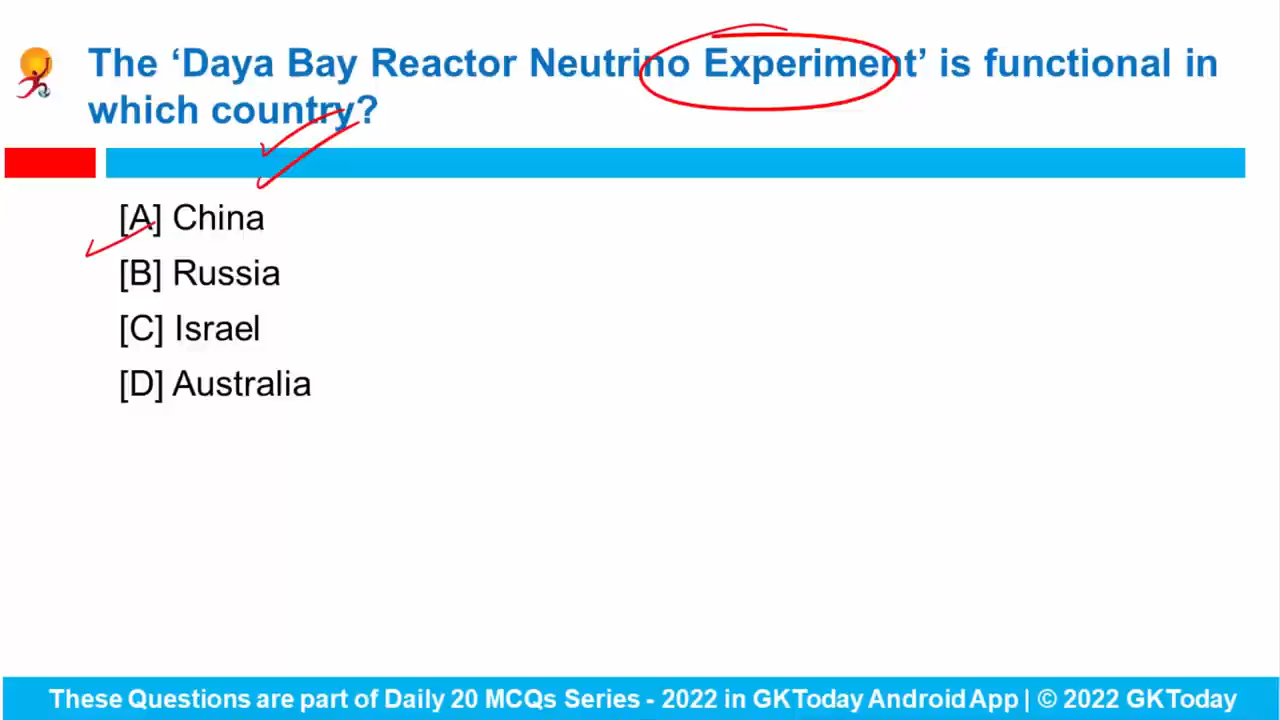 The ‘Daya Bay Reactor Neutrino Experiment’ is functional in
which country?
[A] China
[B] Russia
[C] Israel
[D] Australia
These Questions are part of Daily 20 MCQs Series - 2022 in GKToday Android App | © 2022 GKToday